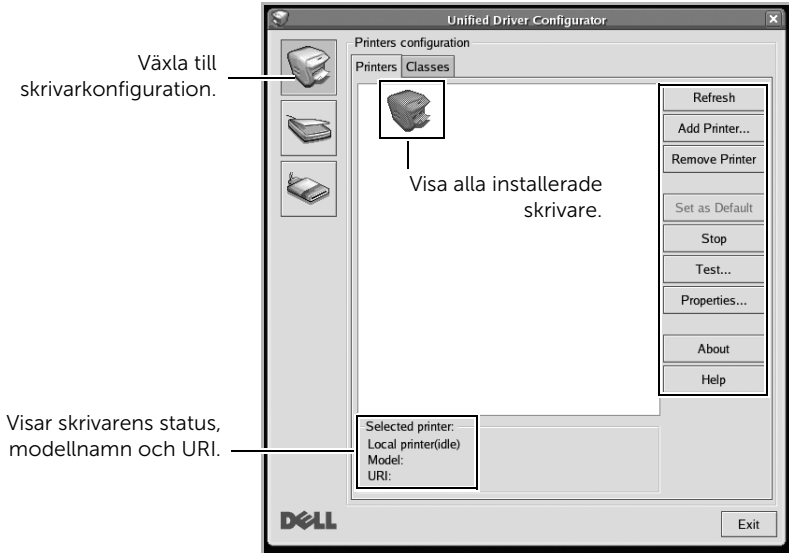 Unified Driver Configurator
Växla till
skrivarkonfiguration.
Printers configuration
Printers Classes
Visa alla installerade
skrivare.
Refresh
Add Printer...
Remove Printer
Set as Default
Stop
Test...
Properties...
About
Help
Visar skrivarens status,
modellnamn och URI.
Selected printer:
Local printer(idle)
Model:
URI:
DELL
Exit